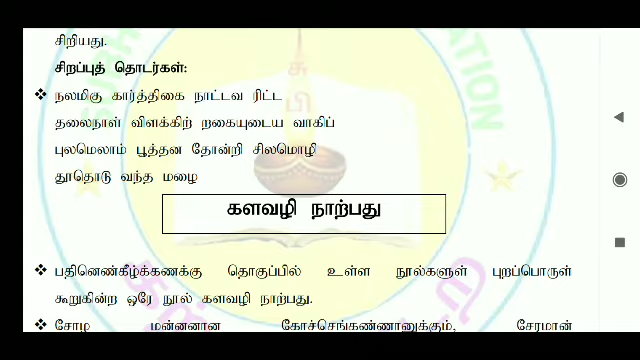 சிறியது.
சிறப்புத் தொடர்கள்:
❖ நலமிகு கார்த்திகை நாட்டவ ரிட்ட
தலைநாள் விளக்கிற் றகையுடைய வாகிப்
புலமெலாம் பூத்தன தோன்றி சிலமொழி
தூதொடு வந்த மழை
களவழி நாற்பது
❖ பதினெண்கீழ்க்கணக்கு தொகுப்பில் உள்ள நூல்களுள் புறப்பொருள்
கூறுகின்ற ஒரே நூல் களவழி நாற்பது.
❖ சோழ மன்னனான கோச்செங்கண்ணானுக்கும், சேரமான்